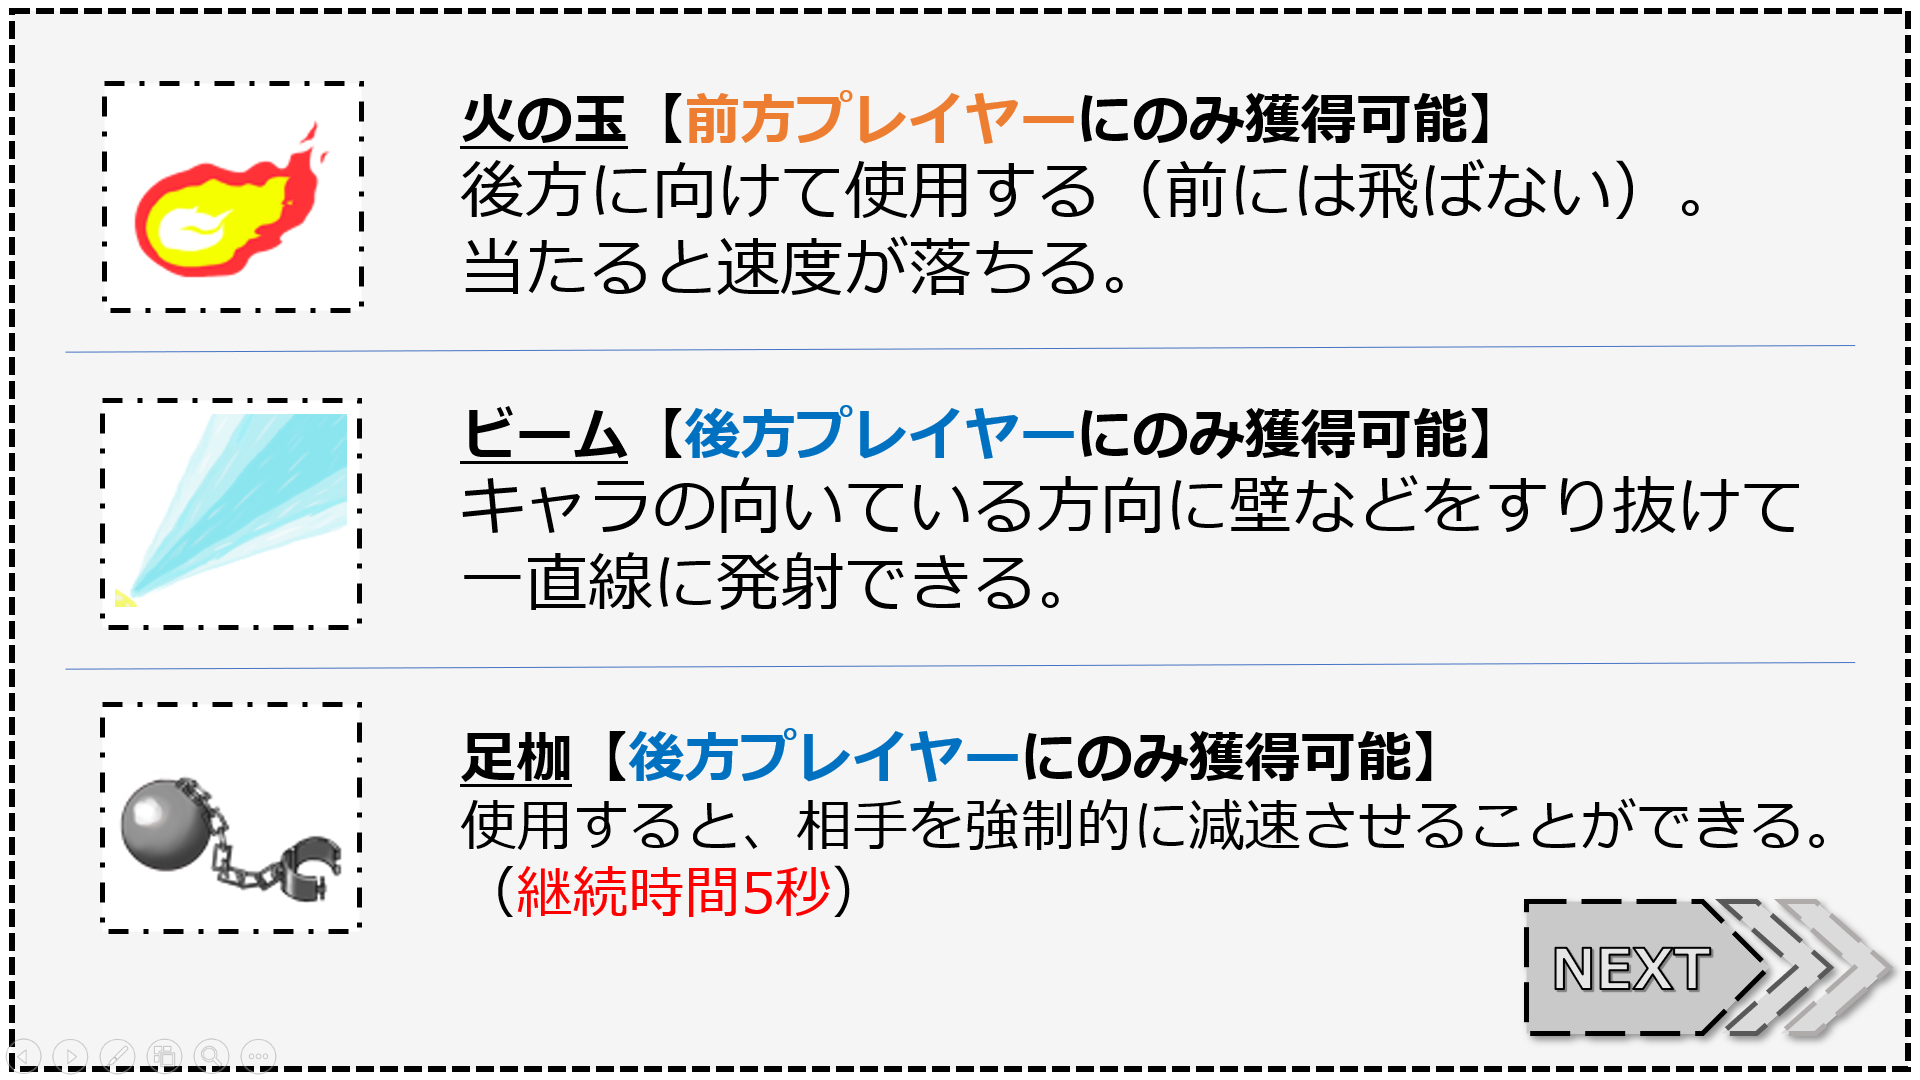 火の玉【前方プレイヤーにのみ獲得可能】
後方に向けて使用する（前には飛ばない）。
当たると速度が落ちる。
ビーム【後方プレイヤーにのみ獲得可能】
キャラの向いている方向に壁などをすり抜けて
一直線に発射できる。
足枷【後方プレイヤーにのみ獲得可能】
使用すると、相手を強制的に減速させることができる。
（継続時間5秒）
NEXT